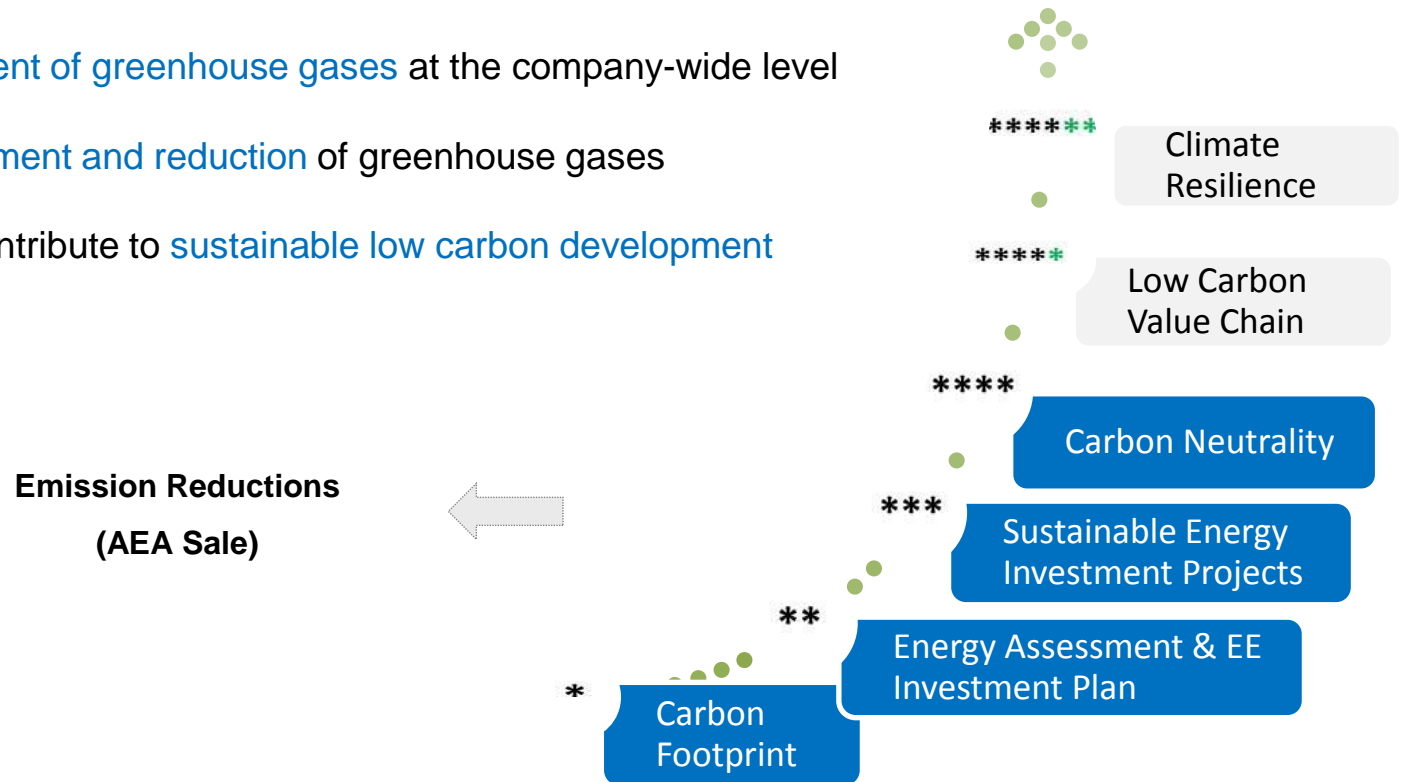 ent of greenhouse gases at the company-wide level
ment and reduction of greenhouse gases
ntribute to sustainable low carbon development
******
Climate
Resilience
*****
Low Carbon
Value Chain
****
Carbon Neutrality
Emission Reductions
(AEA Sale)
***
Sustainable Energy
Investment Projects
**
Energy Assessment & EE
Investment Plan
*
Carbon
Footprint